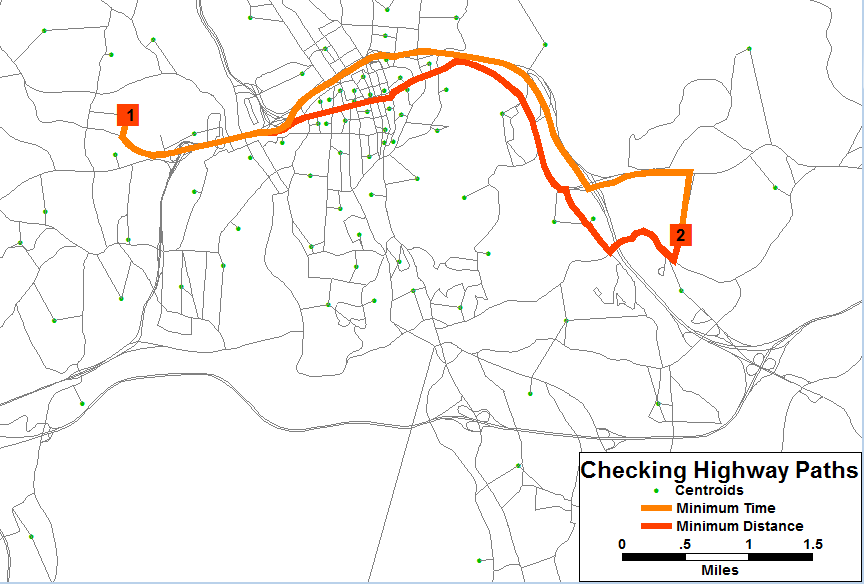 1
2
Checking Highway Paths
Centroids
Minimum Time
Minimum Distance
0 .5 1 1.5
Miles